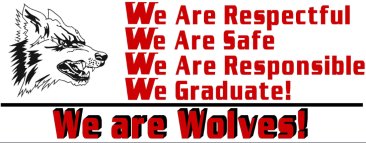 We Are Respectful
We Are Safe
We Are Responsible
We Graduate!
We are Wolves!